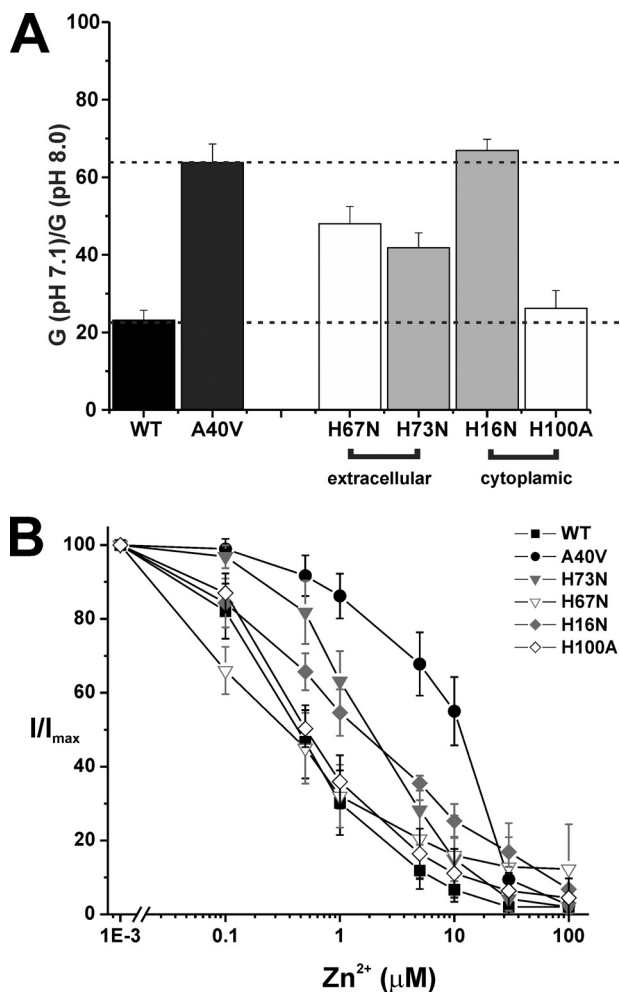 A
G (pH 7.1)/G (pH 8.0)
100
80
60
40
20
0
WT A40V H67N H73N H16N H100A
extracellular cytoplamic
B
I/Imax
100
80
60
40
20
0
WT
A40V
H73N
H67N
H16N
H100A
1E-3 0.1 1 10 100
Zn²⁺ (μM)